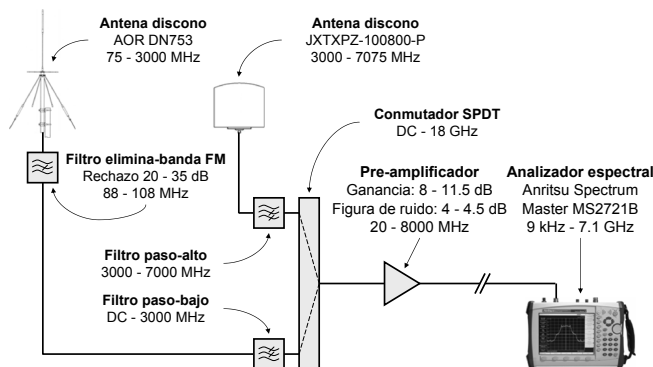 Antena discono
AOR DN753
75 - 3000 MHz
Antena discono
JXTXPZ-100800-P
3000 - 7075 MHz
Conmutador SPDT
DC - 18 GHz
Filtro elimina-banda FM
Rechazo 20 - 35 dB
88 - 108 MHz
Pre-amplificador
Ganancia: 8 - 11.5 dB
Figura de ruido: 4 - 4.5 dB
20 - 8000 MHz
Analizador espectral
Anritsu Spectrum
Master MS2721B
9 kHz - 7.1 GHz
Filtro paso-alto
3000 - 7000 MHz
Filtro paso-bajo
DC - 3000 MHz